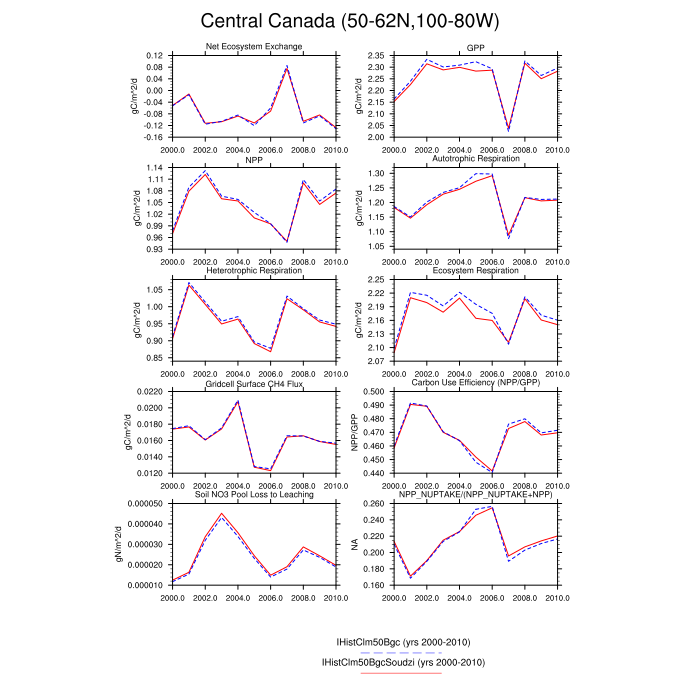 Central Canada (50-62N,100-80W)
Net Ecosystem Exchange
gC/m^2/d
0.12
0.08
0.04
0.00
-0.04
-0.08
-0.12
-0.16
2000.0 2002.0 2004.0 2006.0 2008.0 2010.0
GPP
gC/m^2/d
2.35
2.30
2.25
2.20
2.15
2.10
2.05
2.00
2000.0 2002.0 2004.0 2006.0 2008.0 2010.0
NPP
gC/m^2/d
1.14
1.11
1.08
1.05
1.02
0.99
0.96
0.93
2000.0 2002.0 2004.0 2006.0 2008.0 2010.0
Autotrophic Respiration
gC/m^2/d
1.30
1.25
1.20
1.15
1.10
1.05
2000.0 2002.0 2004.0 2006.0 2008.0 2010.0
Heterotrophic Respiration
gC/m^2/d
1.05
1.00
0.95
0.90
0.85
2000.0 2002.0 2004.0 2006.0 2008.0 2010.0
Ecosystem Respiration
gC/m^2/d
2.25
2.22
2.19
2.16
2.13
2.10
2.07
2000.0 2002.0 2004.0 2006.0 2008.0 2010.0
Gridcell Surface CH4 Flux
gC/m^2/d
0.0220
0.0200
0.0180
0.0160
0.0140
0.0120
2000.0 2002.0 2004.0 2006.0 2008.0 2010.0
Carbon Use Efficiency (NPP/GPP)
NPP/GPP
0.500
0.490
0.480
0.470
0.460
0.450
0.440
2000.0 2002.0 2004.0 2006.0 2008.0 2010.0
Soil NO3 Pool Loss to Leaching
gN/m^2/d
0.000050
0.000040
0.000030
0.000020
0.000010
2000.0 2002.0 2004.0 2006.0 2008.0 2010.0
NPP_NUPTAKE/(NPP_NUPTAKE+NPP)
NA
0.260
0.240
0.220
0.200
0.180
0.160
2000.0 2002.0 2004.0 2006.0 2008.0 2010.0
IHistClm50Bgc (yrs 2000-2010)
IHistClm50BgcSoudzi (yrs 2000-2010)